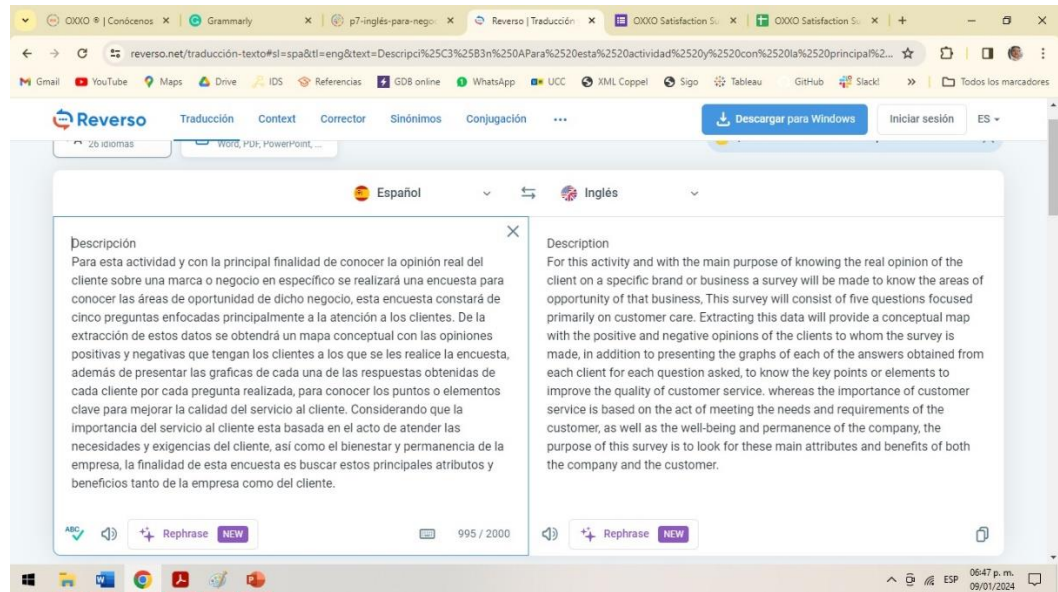 OXXO ® | Conócenos
Grammarly
p7-inglés-para-nego
Reverso | Traducción
OXXO Satisfaction Su
OXXO Satisfaction Su
reverso.net/traducción-texto#sl=spa&tl=eng&text=Descripci%25C3%25B3n%250APara%2520esta%2520actividad%2520y%2520con%2520la%2520principal%2...
Gmail
YouTube
Maps
Drive
IDS
Referencias
GDB online
WhatsApp
UCC
XML Coppel
Sigo
Tableau
GitHub
Slack!
»
Todos los marcadores
Reverso
Traducción
Context
Corrector
Sinónimos
Conjugación
...
Descargar para Windows
Iniciar sesión
ES
26 idiomas
Word, PDF, PowerPoint, ...
Español
Inglés
Descripción
Para esta actividad y con la principal finalidad de conocer la opinión real del
cliente sobre una marca o negocio en específico se realizará una encuesta para
conocer las áreas de oportunidad de dicho negocio, esta encuesta constará de
cinco preguntas enfocadas principalmente a la atención a los clientes. De la
extracción de estos datos se obtendrá un mapa conceptual con las opiniones
positivas y negativas que tengan los clientes a los que se les realice la encuesta,
además de presentar las graficas de cada una de las respuestas obtenidas de
cada cliente por cada pregunta realizada, para conocer los puntos o elementos
clave para mejorar la calidad del servicio al cliente. Considerando que la
importancia del servicio al cliente esta basada en el acto de atender las
necesidades y exigencias del cliente, así como el bienestar y permanencia de la
empresa, la finalidad de esta encuesta es buscar estos principales atributos y
beneficios tanto de la empresa como del cliente.
ABC
Rephrase NEW
995 / 2000
Description
For this activity and with the main purpose of knowing the real opinion of the
client on a specific brand or business a survey will be made to know the areas of
opportunity of that business, This survey will consist of five questions focused
primarily on customer care. Extracting this data will provide a conceptual map
with the positive and negative opinions of the clients to whom the survey is
made, in addition to presenting the graphs of each of the answers obtained from
each client for each question asked, to know the key points or elements to
improve the quality of customer service. whereas the importance of customer
service is based on the act of meeting the needs and requirements of the
customer, as well as the well-being and permanence of the company, the
purpose of this survey is to look for these main attributes and benefits of both
the company and the customer.
Rephrase NEW
ESP
06:47 p. m.
09/01/2024